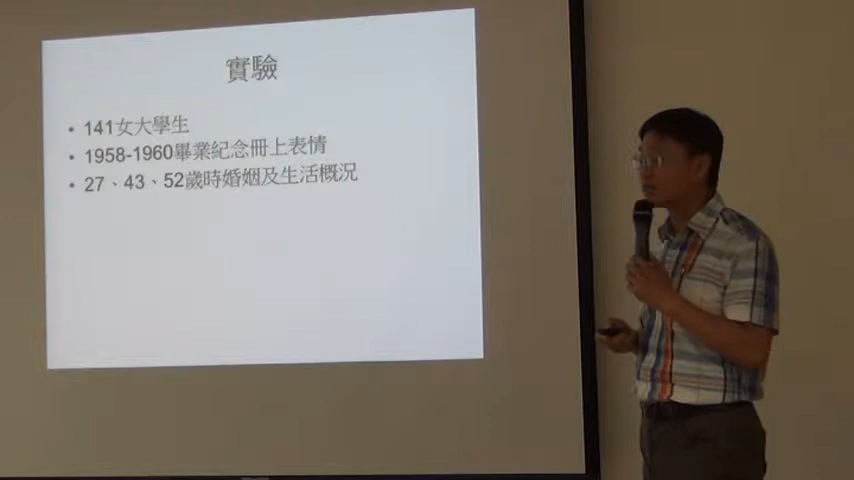 實驗
• 141女大學生
• 1958-1960畢業紀念冊上表情
• 27、43、52歲時婚姻及生活概況